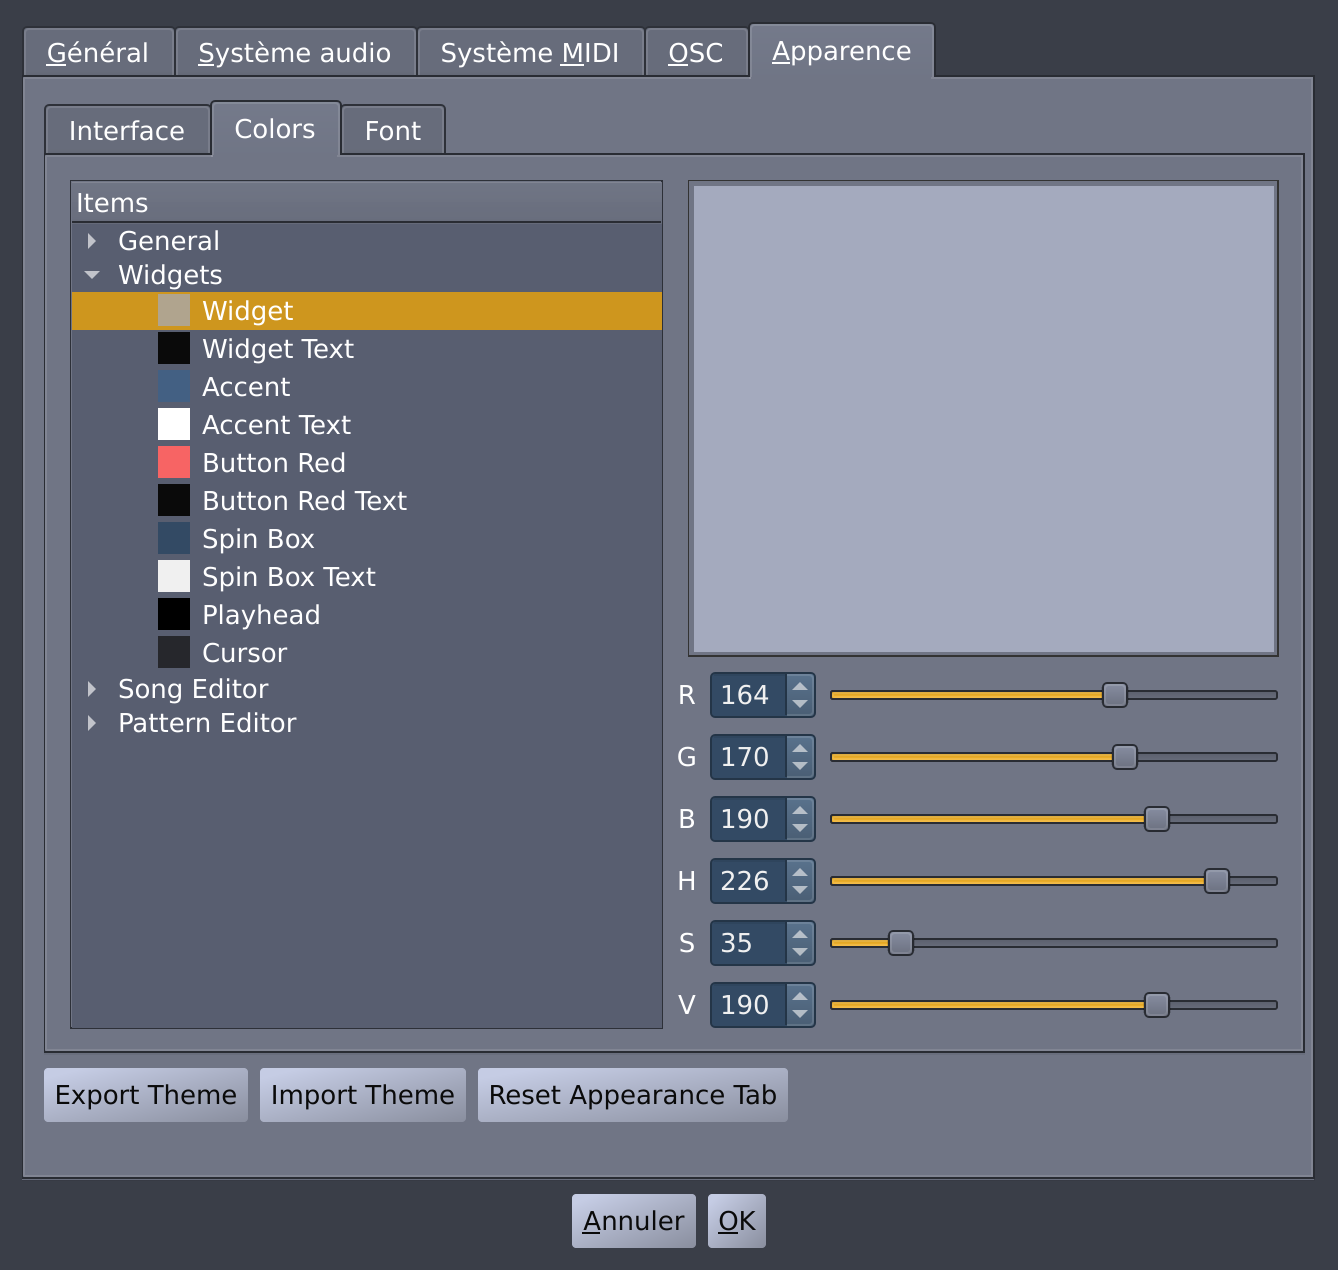 Général Système audio Système MIDI OSC Apparence
Interface Colors Font
Items
General
Widgets
Widget
Widget Text
Accent
Accent Text
Button Red
Button Red Text
Spin Box
Spin Box Text
Playhead
Cursor
Song Editor
Pattern Editor
R 164
G 170
B 190
H 226
S 35
V 190
Export Theme Import Theme Reset Appearance Tab
Annuler OK